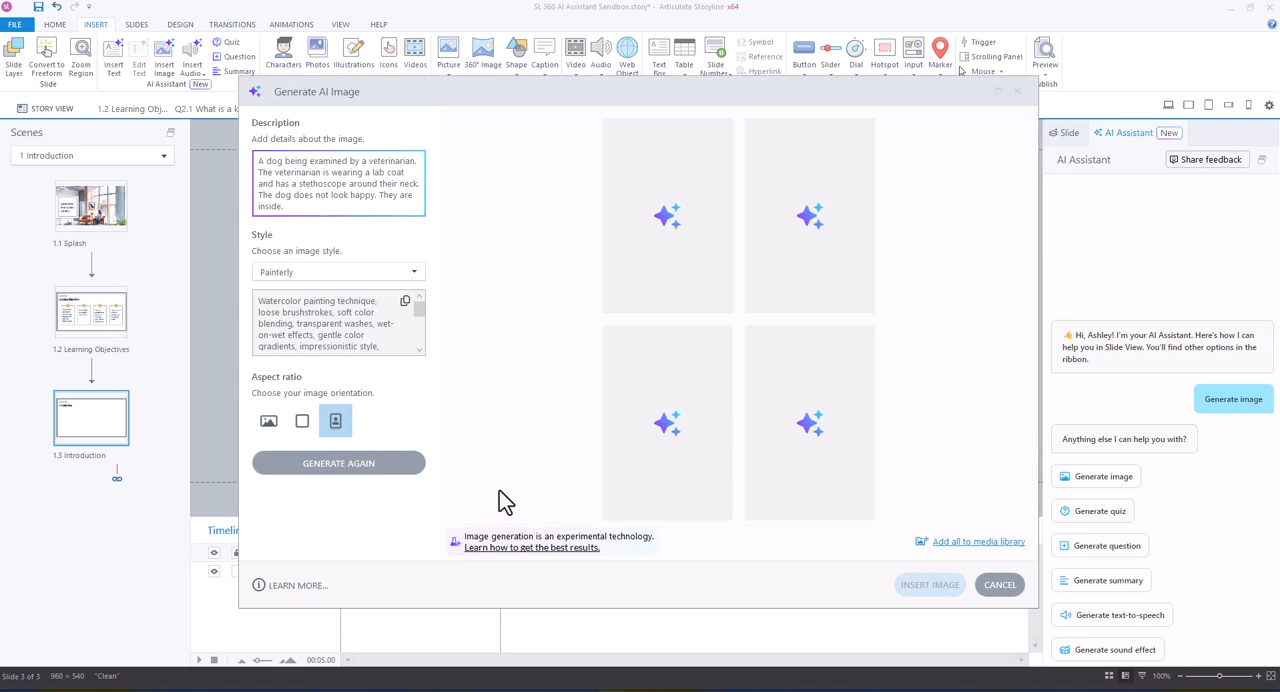 SL 360 AI Assistant Sandbox.story* - Articulate Storyline x64
FILE HOME INSERT SLIDES DESIGN TRANSITIONS ANIMATIONS VIEW HELP
Slide
Layer
Convert to
Freeform
Zoom
Region
Slide
Insert
Text
Edit
Text
Insert
Image
Insert
Audio
Quiz
Question
Summary
AI Assistant New
Characters Photos Illustrations Icons Videos
Picture 360° Image Shape Caption
Video Audio Web
Object
Text
Box
Table Slide
Number
Symbol
Reference
Hyperlink
Button Slider Dial Hotspot Input Marker
Trigger
Scrolling Panel
Mouse
Preview
Publish
STORY VIEW
1.2 Learning Obj...
Q2.1 What is a k
Scenes
1 Introduction
1.1 Splash
1.2 Learning Objectives
1.3 Introduction
Generate AI Image
Description
Add details about the image.
A dog being examined by a veterinarian.
The veterinarian is wearing a lab coat
and has a stethoscope around their neck.
The dog does not look happy. They are
inside.
Style
Choose an image style.
Painterly
Watercolor painting technique,
loose brushstrokes, soft color
blending, transparent washes, wet-
on-wet effects, gentle color
gradients, impressionistic style,
Aspect ratio
Choose your image orientation.
GENERATE AGAIN
Image generation is an experimental technology.
Learn how to get the best results.
Add all to media library
LEARN MORE...
INSERT IMAGE
CANCEL
Slide
AI Assistant New
AI Assistant
Share feedback
Hi, Ashley! I'm your AI Assistant. Here's how I can
help you in Slide View. You'll find other options in the
ribbon.
Generate image
Anything else I can help you with?
Generate image
Generate quiz
Generate question
Generate summary
Generate text-to-speech
Generate sound effect
Timelin
00:05.00
Slide 3 of 3 960 × 540 "Clean"
100%